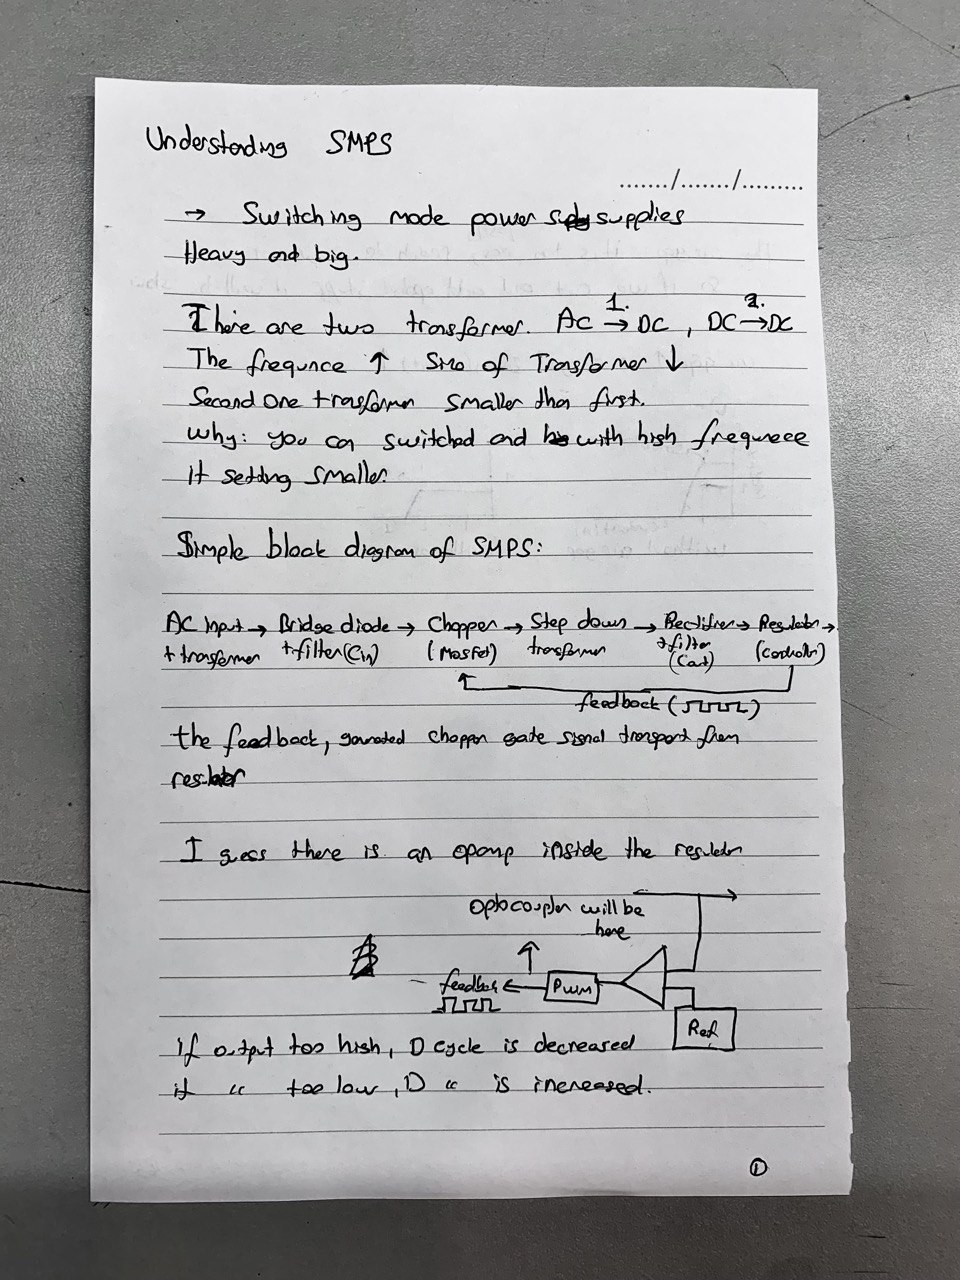 Understanding SMPS
......./......./.........
→ Switching mode power supplies
Heavy and big.
There are two transformer. AC 1.→ DC , DC 2.→ DC
The frequnce ↑ Size of Transformer ↓
Second one transformer smaller than first.
Why: you can switched and with high frequnece
it setting smaller.
Simple block diagram of SMPS:
AC Input → Bridge diode → Chopper → Step down → Rectifier → Regulator →
+ transformer +filter(Cin) (Mosfet) transformer +filter (Controller)
(Cout)
feedback (
the feedback, chopper gate signal transport from
I guess there is an opamp inside the regulator
Optocoupler will be
here
feedback ← PWM
Ref
if output too high, D cycle is decreased
if " too low, D " is increased.
1